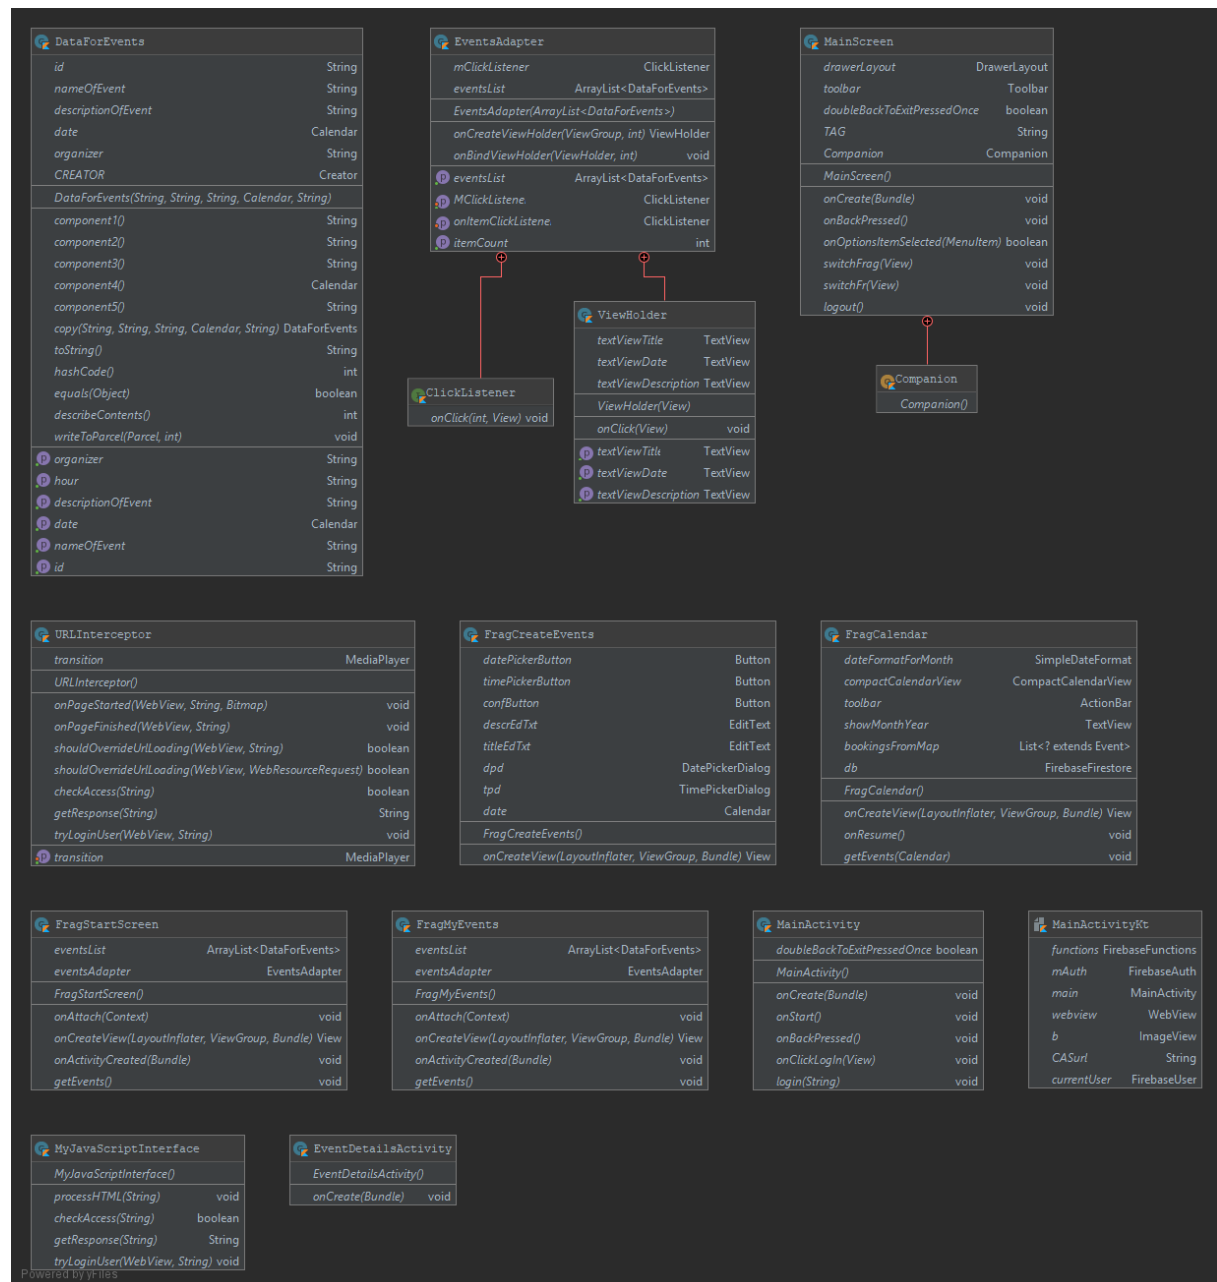 DataForEvents
id String
nameOfEvent String
descriptionOfEvent String
date Calendar
organizer String
CREATOR Creator
DataForEvents(String, String, String, Calendar, String)
component1() String
component2() String
component3() String
component4() Calendar
component5() String
copy(String, String, String, Calendar, String) DataForEvents
toString() String
hashCode() int
equals(Object) boolean
describeContents() int
writeToParcel(Parcel, int) void
organizer String
hour String
descriptionOfEvent String
date Calendar
nameOfEvent String
id String
EventsAdapter
mClickListener ClickListener
eventsList ArrayList<DataForEvents>
EventsAdapter(ArrayList<DataForEvents>)
onCreateViewHolder(ViewGroup, int) ViewHolder
onBindViewHolder(ViewHolder, int) void
eventsList ArrayList<DataForEvents>
MClickListene ClickListener
onItemClickListene ClickListener
itemCount int
ClickListener
onClick(int, View) void
ViewHolder
textViewTitle TextView
textViewDate TextView
textViewDescription TextView
ViewHolder(View)
onClick(View) void
textViewTitle TextView
textViewDate TextView
textViewDescription TextView
MainScreen
drawerLayout DrawerLayout
toolbar Toolbar
doubleBackToExitPressedOnce boolean
TAG String
Companion Companion
MainScreen()
onCreate(Bundle) void
onBackPressed() void
onOptionsItemSelected(MenuItem) boolean
switchFrag(View) void
switchFr(View) void
logout() void
Companion
Companion()
URLInterceptor
transition MediaPlayer
URLInterceptor()
onPageStarted(WebView, String, Bitmap) void
onPageFinished(WebView, String) void
shouldOverrideUrlLoading(WebView, String) boolean
shouldOverrideUrlLoading(WebView, WebResourceRequest) boolean
checkAccess(String) boolean
getResponse(String) String
tryLoginUser(WebView, String) void
transition MediaPlayer
FragCreateEvents
datePickerButton Button
timePickerButton Button
confButton Button
descrEdTxt EditText
titleEdTxt EditText
dpd DatePickerDialog
tpd TimePickerDialog
date Calendar
FragCreateEvents()
onCreateView(LayoutInflater, ViewGroup, Bundle) View
FragCalendar
dateFormatForMonth SimpleDateFormat
compactCalendarView CompactCalendarView
toolbar ActionBar
showMonthYear TextView
bookingsFromMap List<? extends Event>
db FirebaseFirestore
FragCalendar()
onCreateView(LayoutInflater, ViewGroup, Bundle) View
onResume() void
getEvents(Calendar) void
FragStartScreen
eventsList ArrayList<DataForEvents>
eventsAdapter EventsAdapter
FragStartScreen()
onAttach(Context) void
onCreateView(LayoutInflater, ViewGroup, Bundle) View
onActivityCreated(Bundle) void
getEvents() void
FragMyEvents
eventsList ArrayList<DataForEvents>
eventsAdapter EventsAdapter
FragMyEvents()
onAttach(Context) void
onCreateView(LayoutInflater, ViewGroup, Bundle) View
onActivityCreated(Bundle) void
getEvents() void
MainActivity
doubleBackToExitPressedOnce boolean
MainActivity()
onCreate(Bundle) void
onStart() void
onBackPressed() void
onClickLogIn(View) void
login(String) void
MainActivityKt
functions FirebaseFunctions
mAuth FirebaseAuth
main MainActivity
webview WebView
b ImageView
CASurl String
currentUser FirebaseUser
MyJavaScriptInterface
MyJavaScriptInterface()
processHTML(String) void
checkAccess(String) boolean
getResponse(String) String
tryLoginUser(WebView, String) void
EventDetailsActivity
EventDetailsActivity()
onCreate(Bundle) void
Powered by yFiles